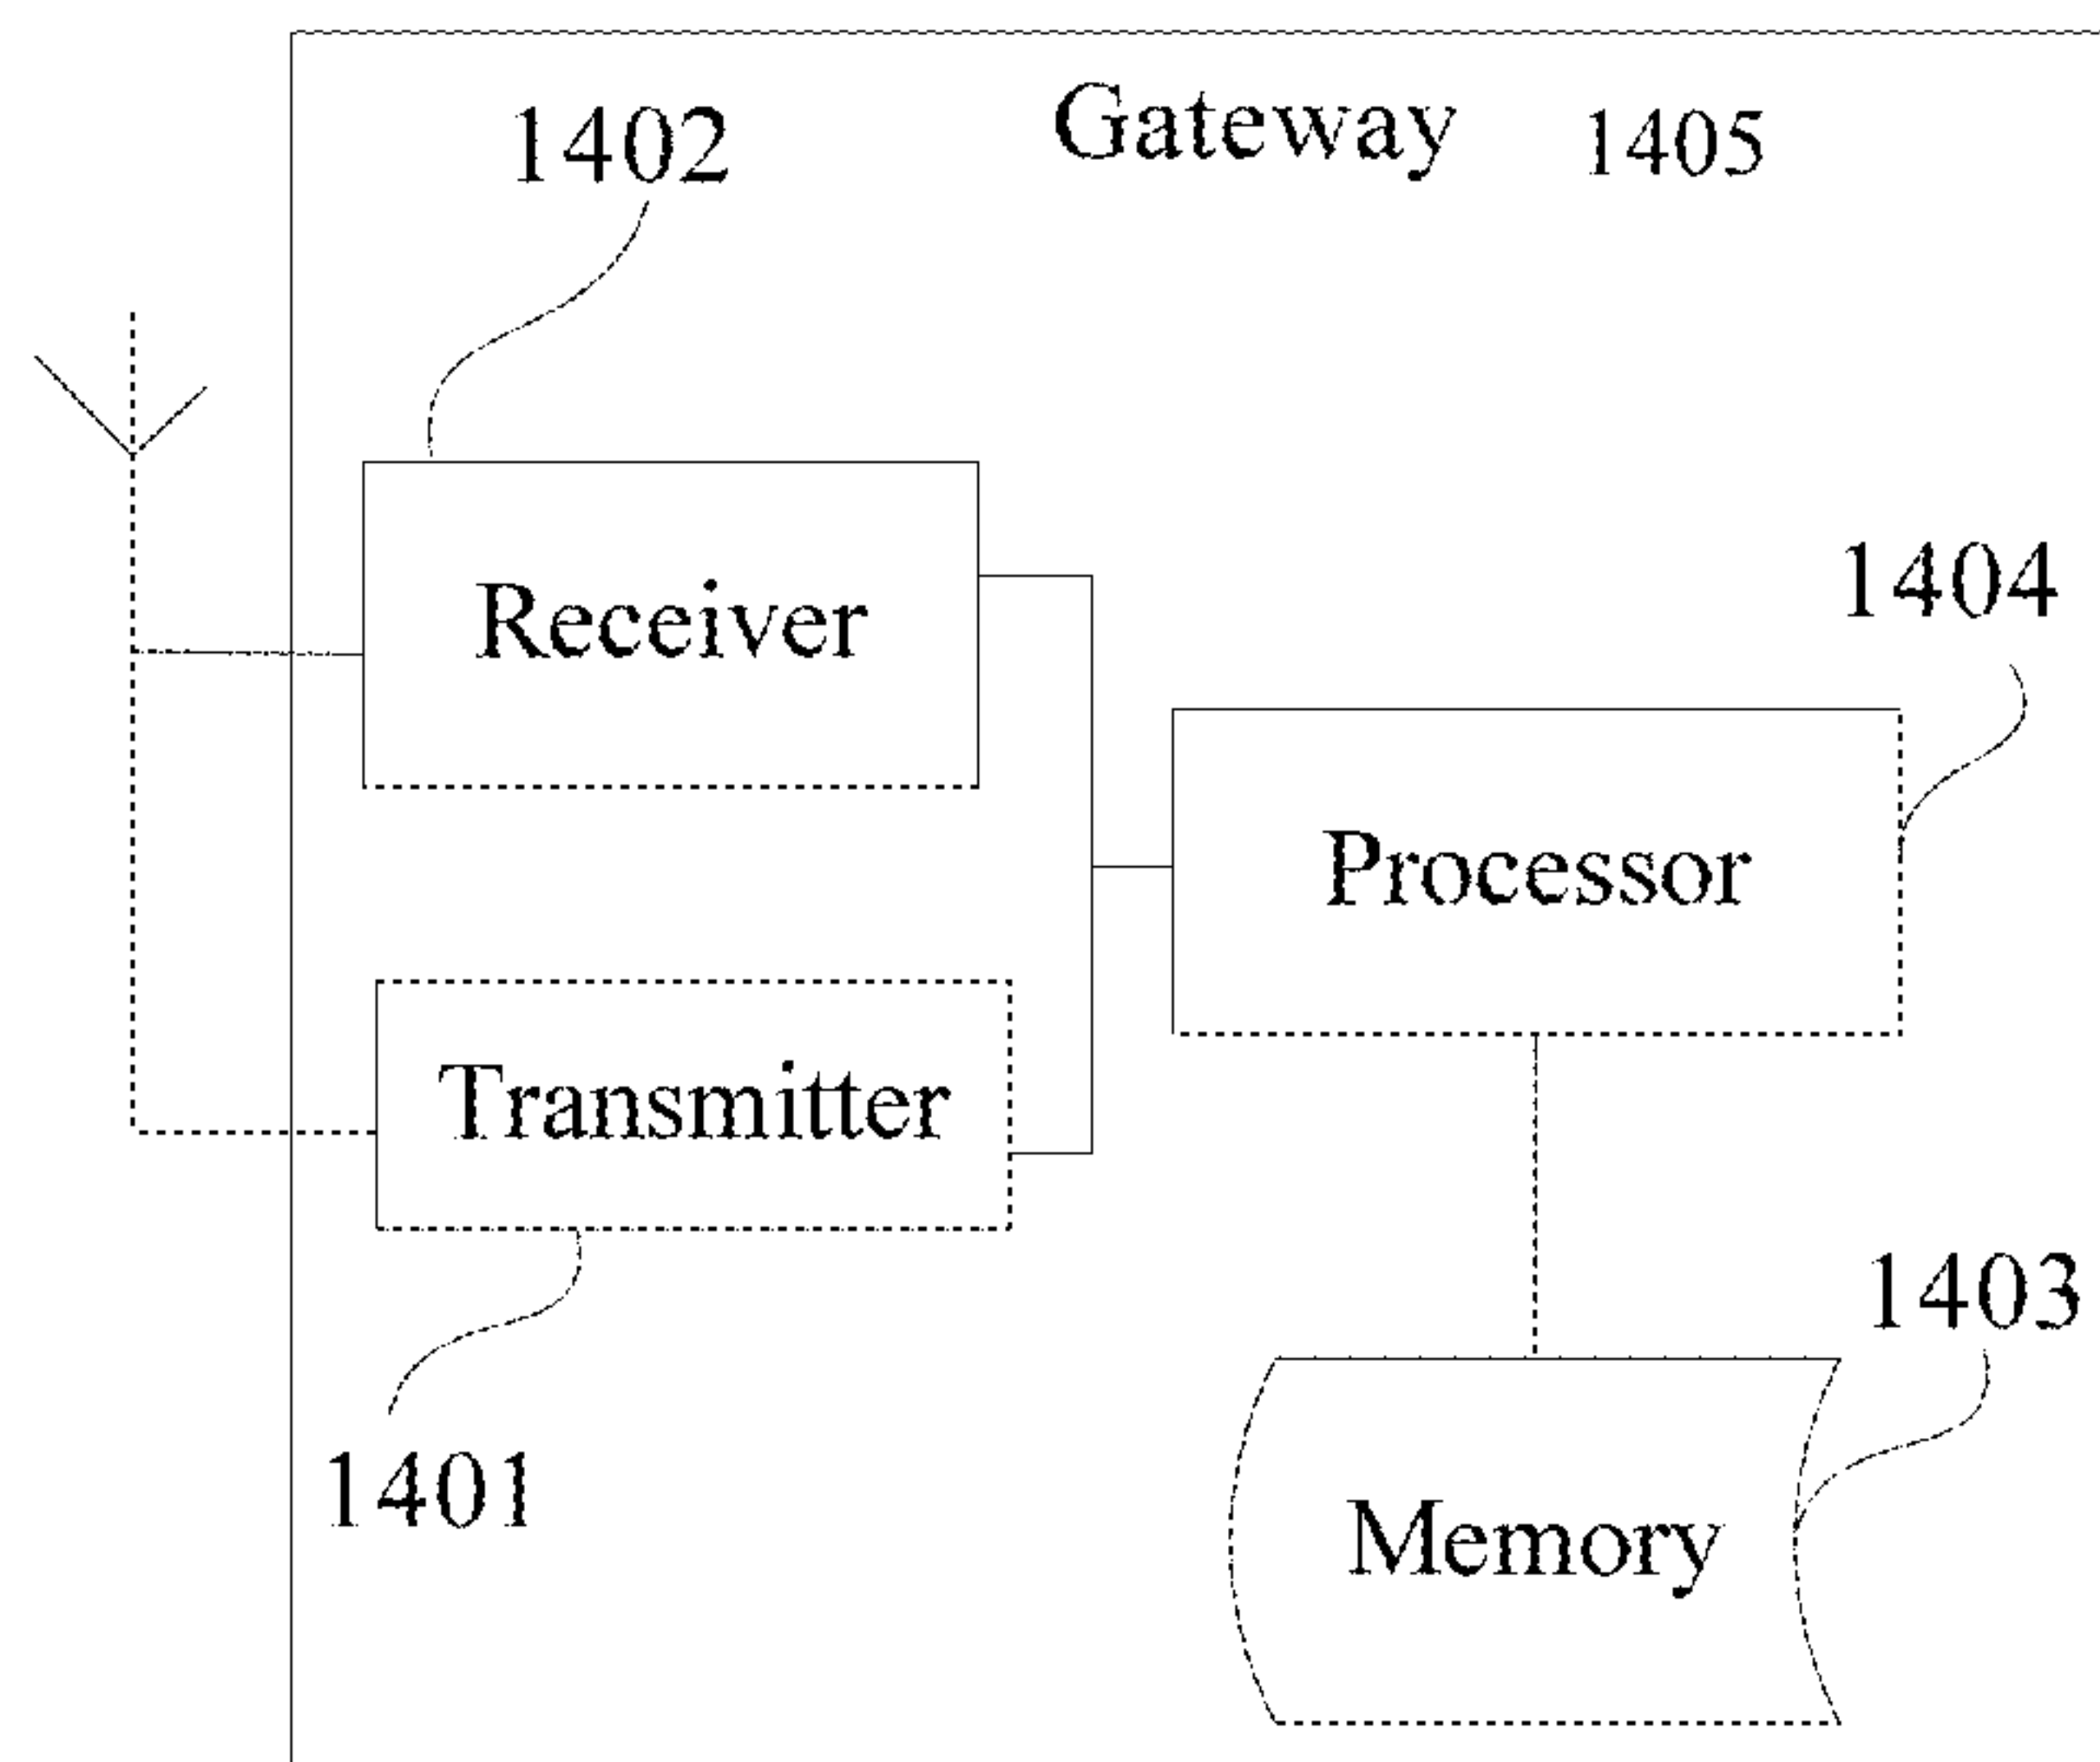 Gateway 1405
1402
Receiver
1404
Processor
Transmitter
1403
1401
Memory